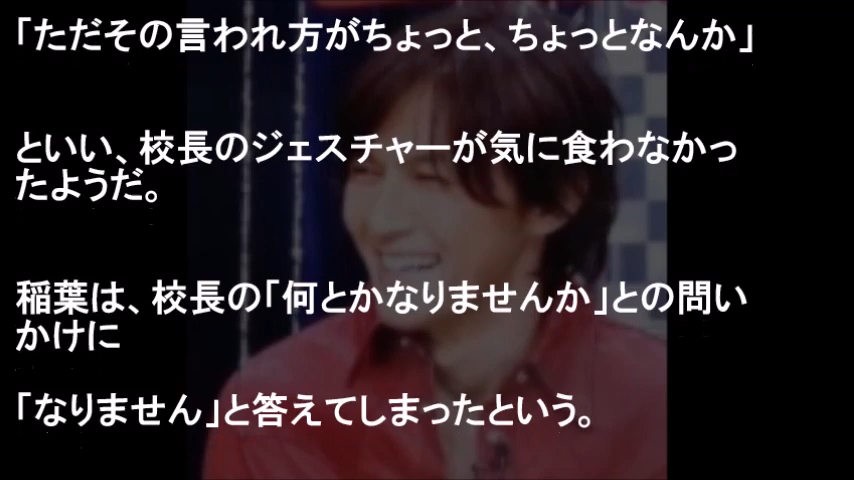 「ただその言われ方がちょっと、ちょっとなんか」
といい、校長のジェスチャーが気に食わなかっ
たようだ。
稲葉は、校長の「何とかなりませんか」との問い
かけに
「なりません」と答えてしまったという。